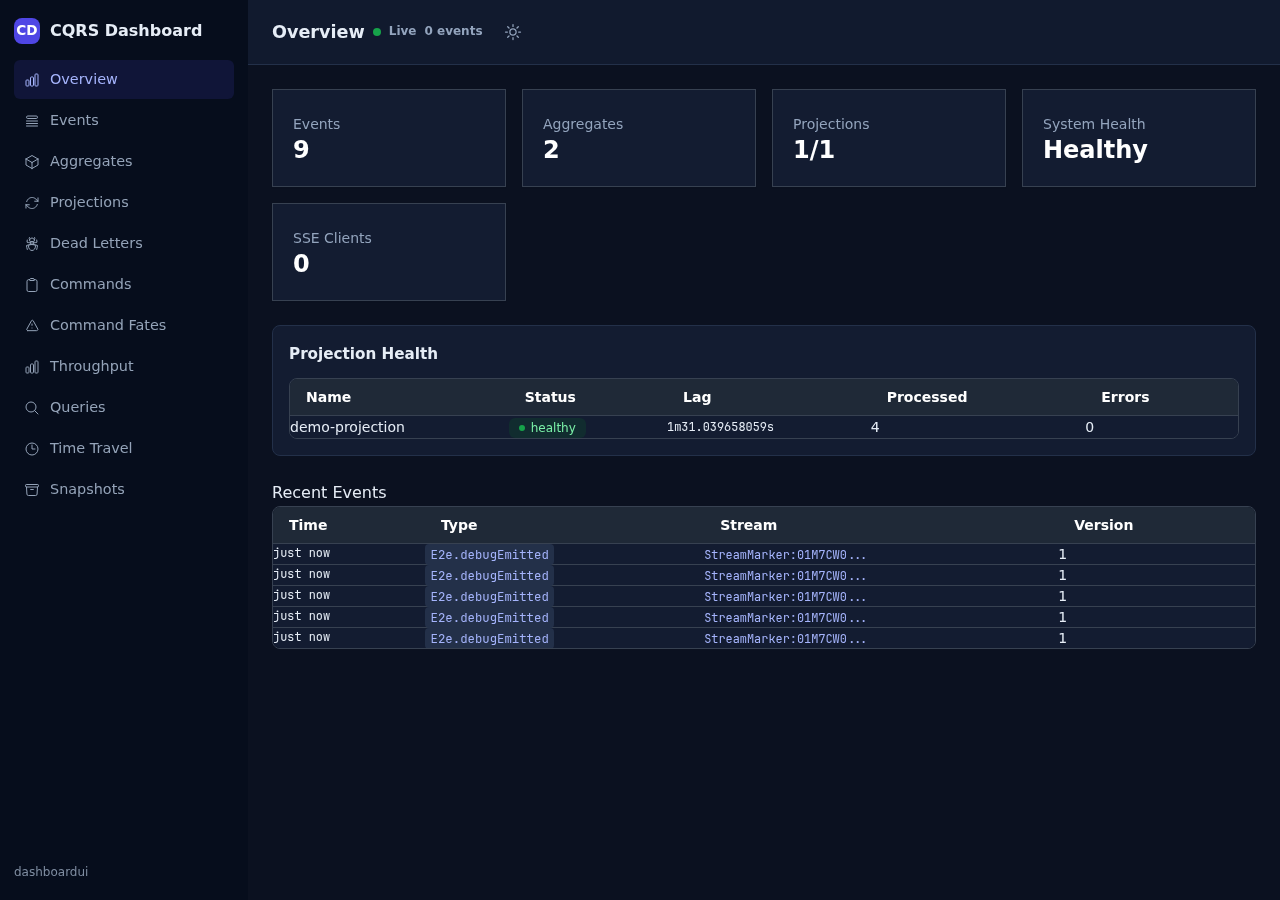 CD CQRS Dashboard
Overview
Events
Aggregates
Projections
Dead Letters
Commands
Command Fates
Throughput
Queries
Time Travel
Snapshots
dashboardui
Overview Live 0 events
Events
9
Aggregates
2
Projections
1/1
System Health
Healthy
SSE Clients
0
Projection Health
Name Status Lag Processed Errors
demo-projection healthy 1m31.039658059s 4 0
Recent Events
Time Type Stream Version
just now E2e.debugEmitted StreamMarker:01M7CW0... 1
just now E2e.debugEmitted StreamMarker:01M7CW0... 1
just now E2e.debugEmitted StreamMarker:01M7CW0... 1
just now E2e.debugEmitted StreamMarker:01M7CW0... 1
just now E2e.debugEmitted StreamMarker:01M7CW0... 1